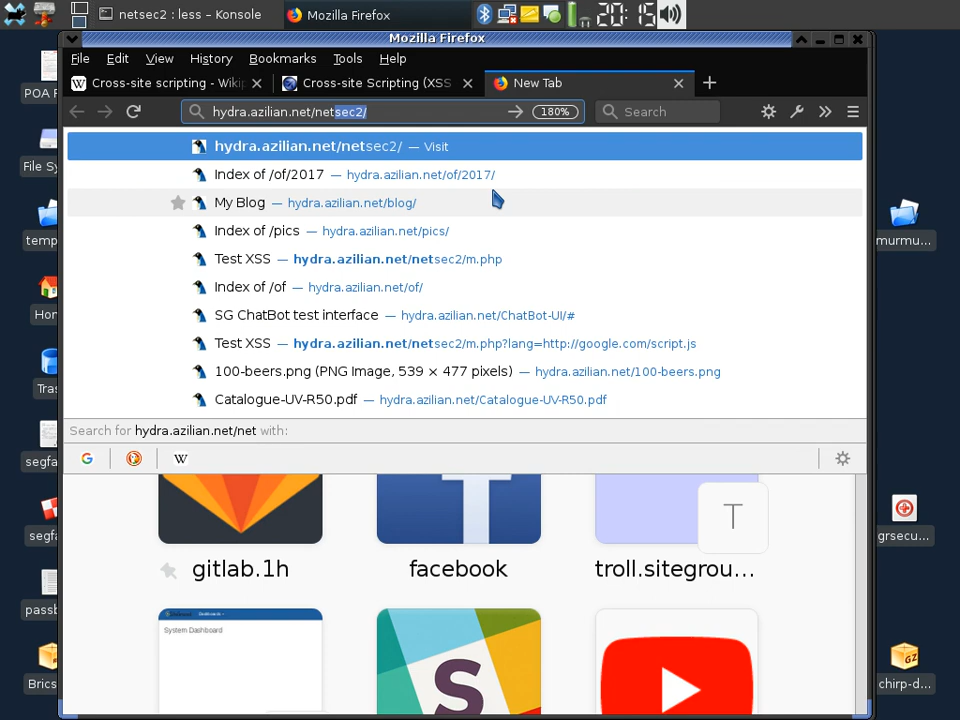 netsec2 : less – Konsole
Mozilla Firefox
20:15
Mozilla Firefox
File Edit View History Bookmarks Tools Help
Cross-site scripting - Wikip
Cross-site Scripting (XSS
New Tab
hydra.azilian.net/netsec2/
180%
Search
hydra.azilian.net/netsec2/ — Visit
Index of /of/2017 — hydra.azilian.net/of/2017/
My Blog — hydra.azilian.net/blog/
Index of /pics — hydra.azilian.net/pics/
Test XSS — hydra.azilian.net/netsec2/m.php
Index of /of — hydra.azilian.net/of/
SG ChatBot test interface — hydra.azilian.net/ChatBot-UI/#
Test XSS — hydra.azilian.net/netsec2/m.php?lang=http://google.com/script.js
100-beers.png (PNG Image, 539 × 477 pixels) — hydra.azilian.net/100-beers.png
Catalogue-UV-R50.pdf — hydra.azilian.net/Catalogue-UV-R50.pdf
Search for hydra.azilian.net/net with:
G
W
T
gitlab.1h
facebook
troll.sitegrou...
Dashboards
System Dashboard
S
POA F
File Sy
temp
Hon
Tras
segfa
segfa
passb
Brics
murmu...
grsecu...
chirp-d...